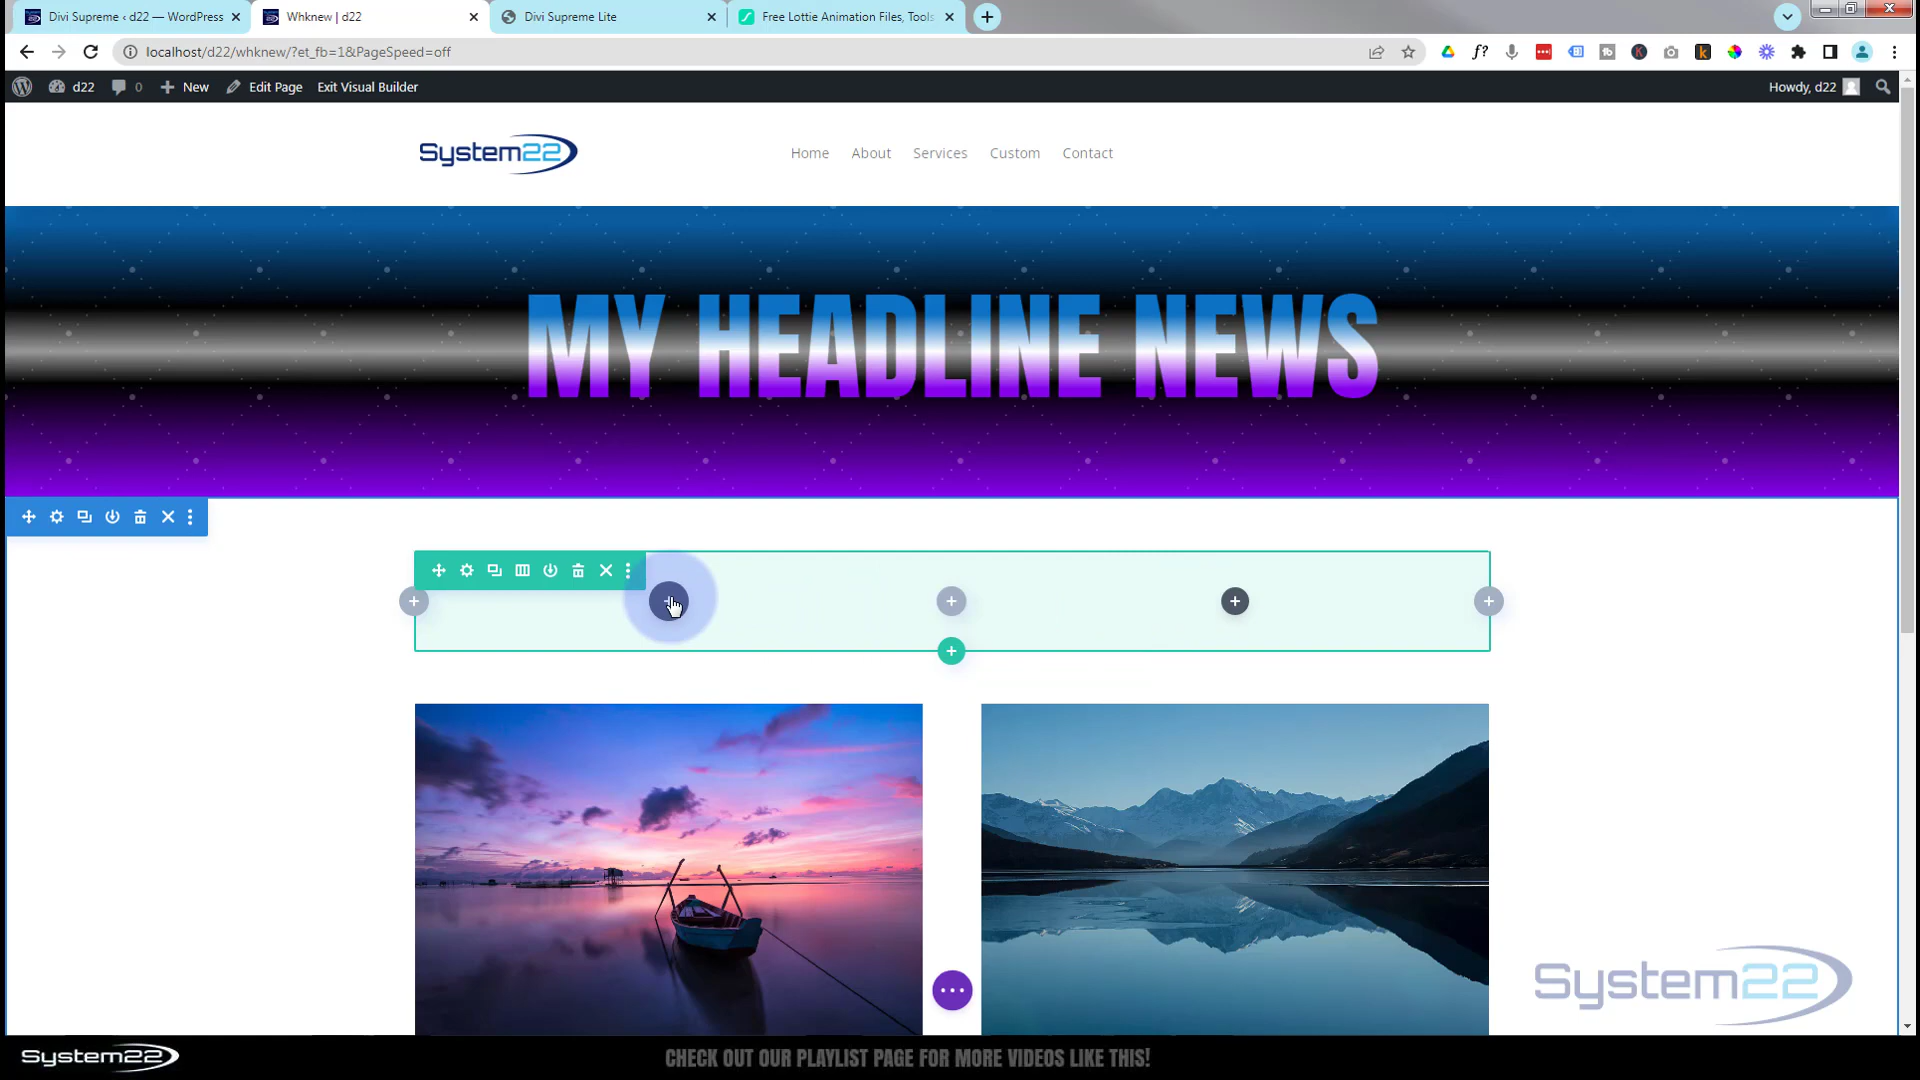 Divi Supreme ‹ d22 — WordPress
Whknew | d22
Divi Supreme Lite
Free Lottie Animation Files, Tools
localhost/d22/whknew/?et_fb=1&PageSpeed=off
d22
0
New
Edit Page
Exit Visual Builder
Howdy, d22
System22
Home
About
Services
Custom
Contact
MY HEADLINE NEWS
System22
System22
CHECK OUT OUR PLAYLIST PAGE FOR MORE VIDEOS LIKE THIS!